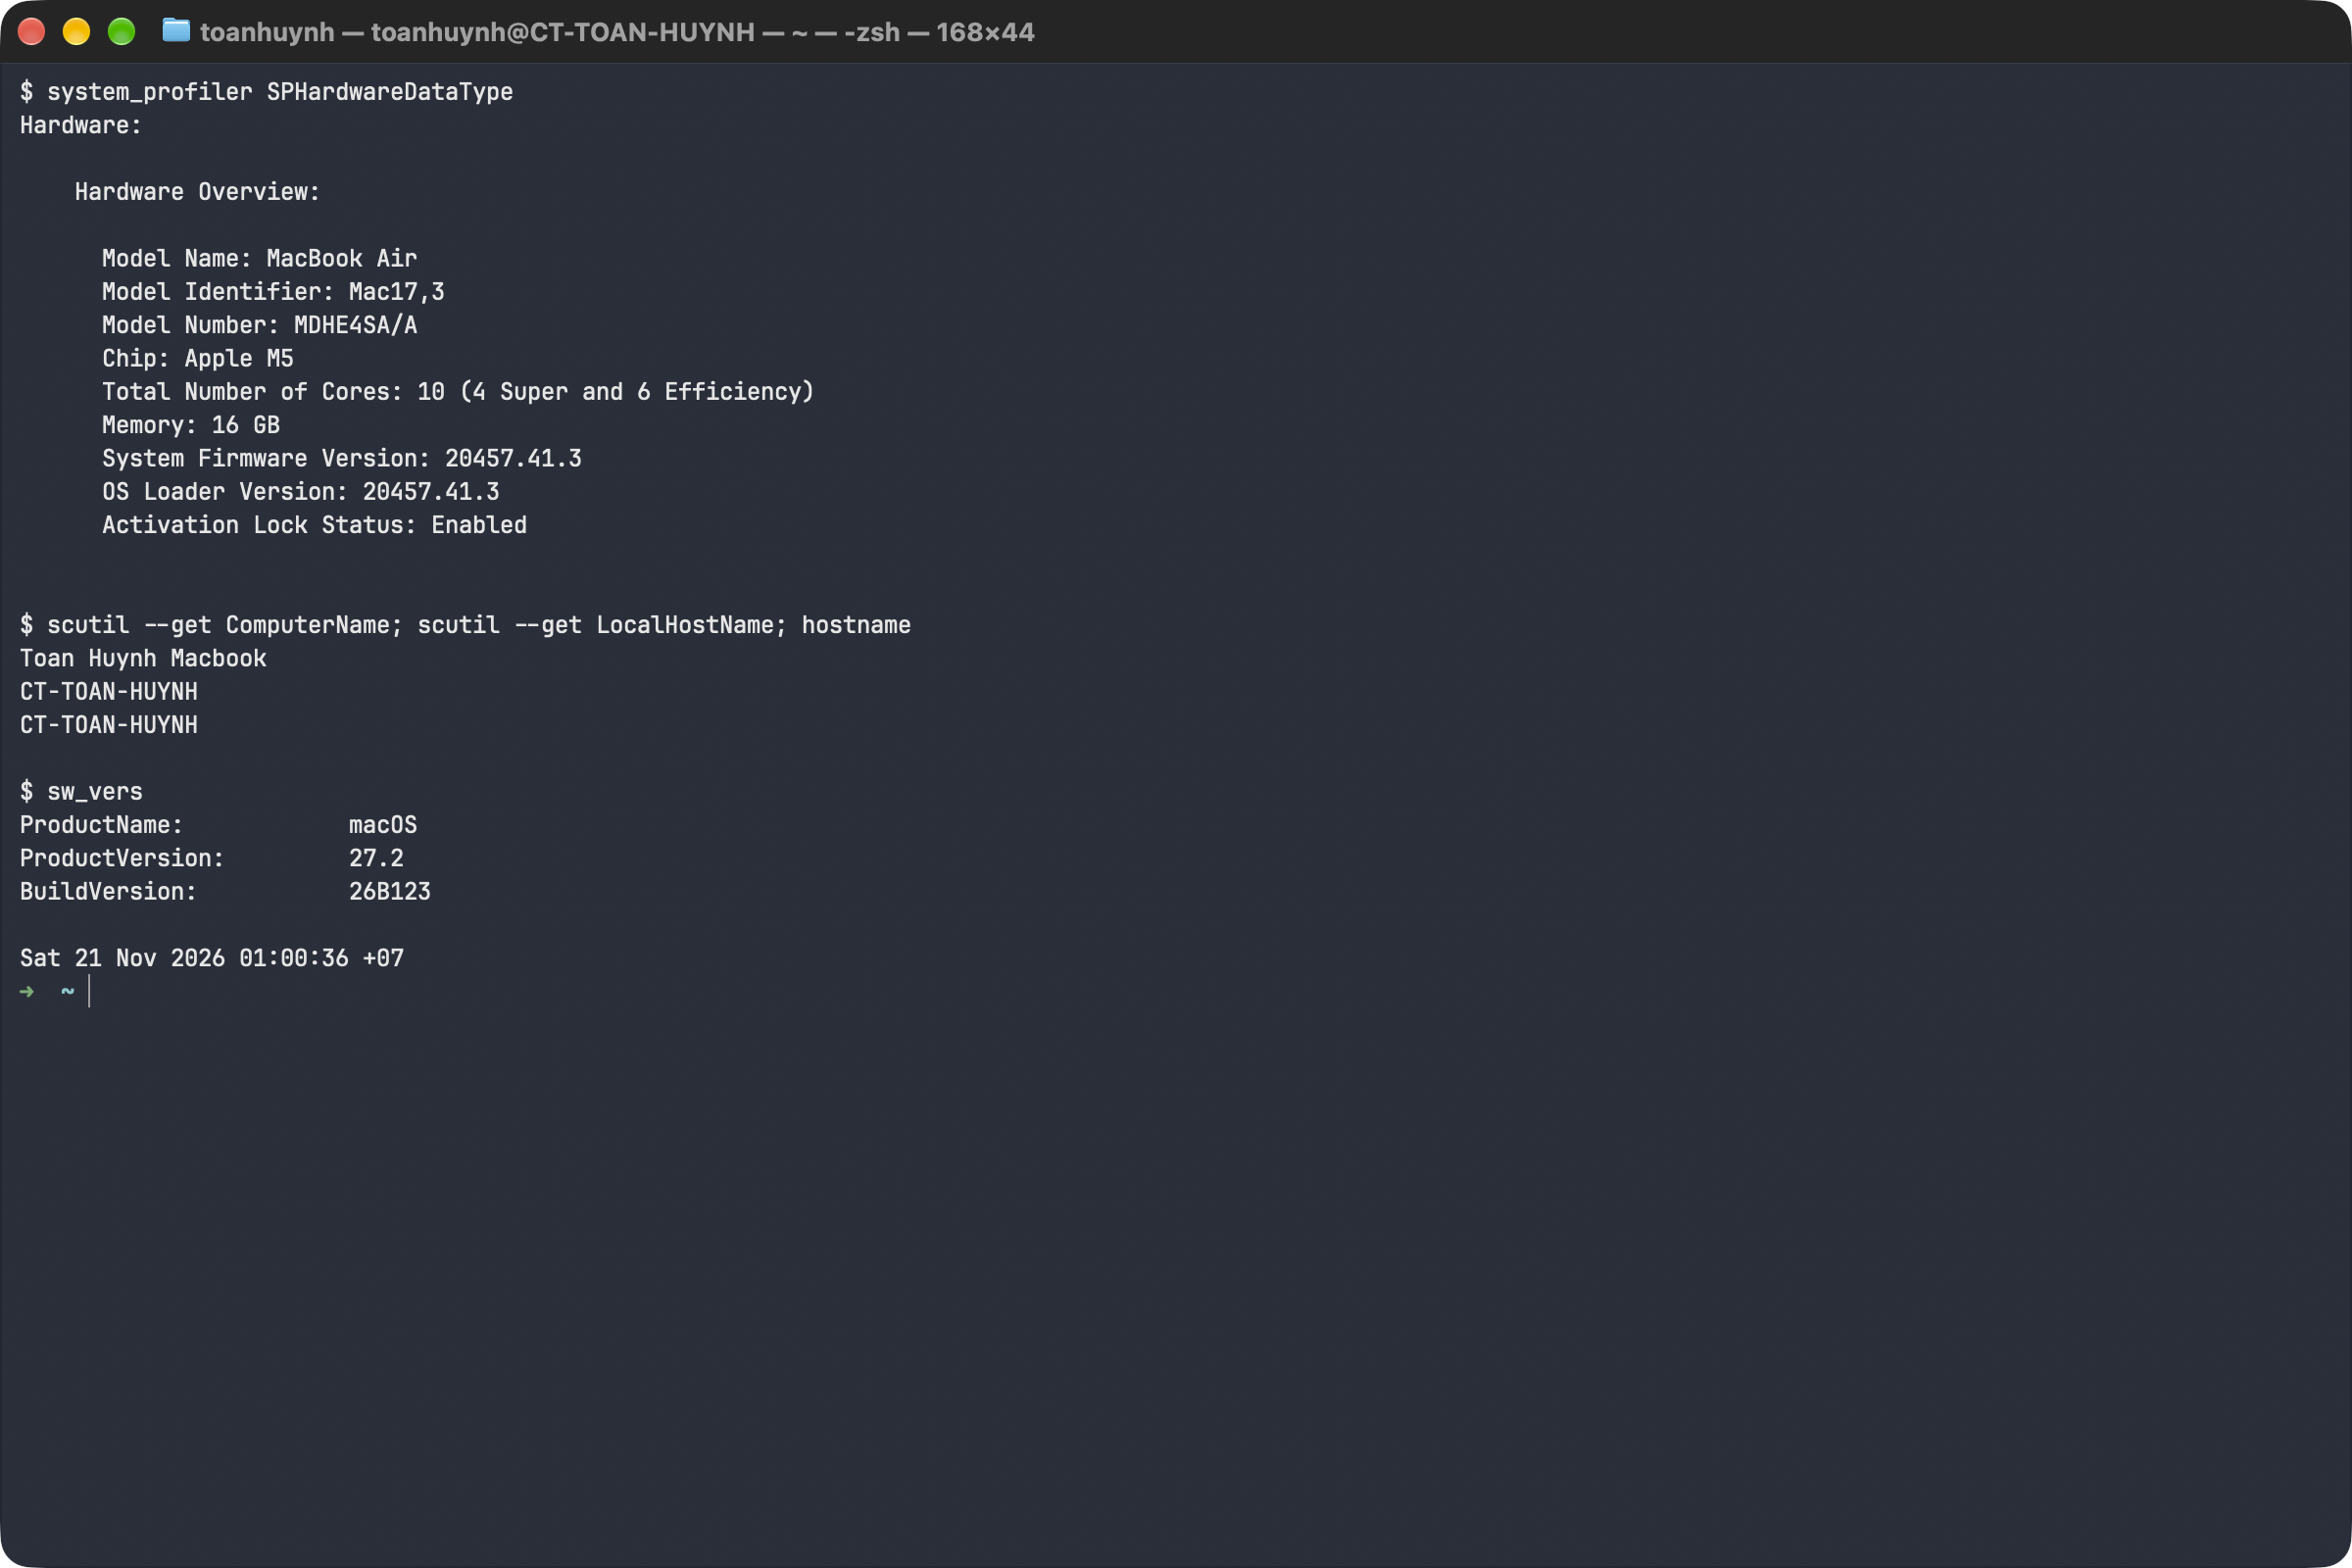 toanhuynh — toanhuynh@CT-TOAN-HUYNH — ~ — -zsh — 168×44
$ system_profiler SPHardwareDataType
Hardware:
Hardware Overview:
Model Name: MacBook Air
Model Identifier: Mac17,3
Model Number: MDHE4SA/A
Chip: Apple M5
Total Number of Cores: 10 (4 Super and 6 Efficiency)
Memory: 16 GB
System Firmware Version: 20457.41.3
OS Loader Version: 20457.41.3
Activation Lock Status: Enabled
$ scutil --get ComputerName; scutil --get LocalHostName; hostname
Toan Huynh Macbook
CT-TOAN-HUYNH
CT-TOAN-HUYNH
$ sw_vers
ProductName: macOS
ProductVersion: 27.2
BuildVersion: 26B123
Sat 21 Nov 2026 01:00:36 +07
➜ ~